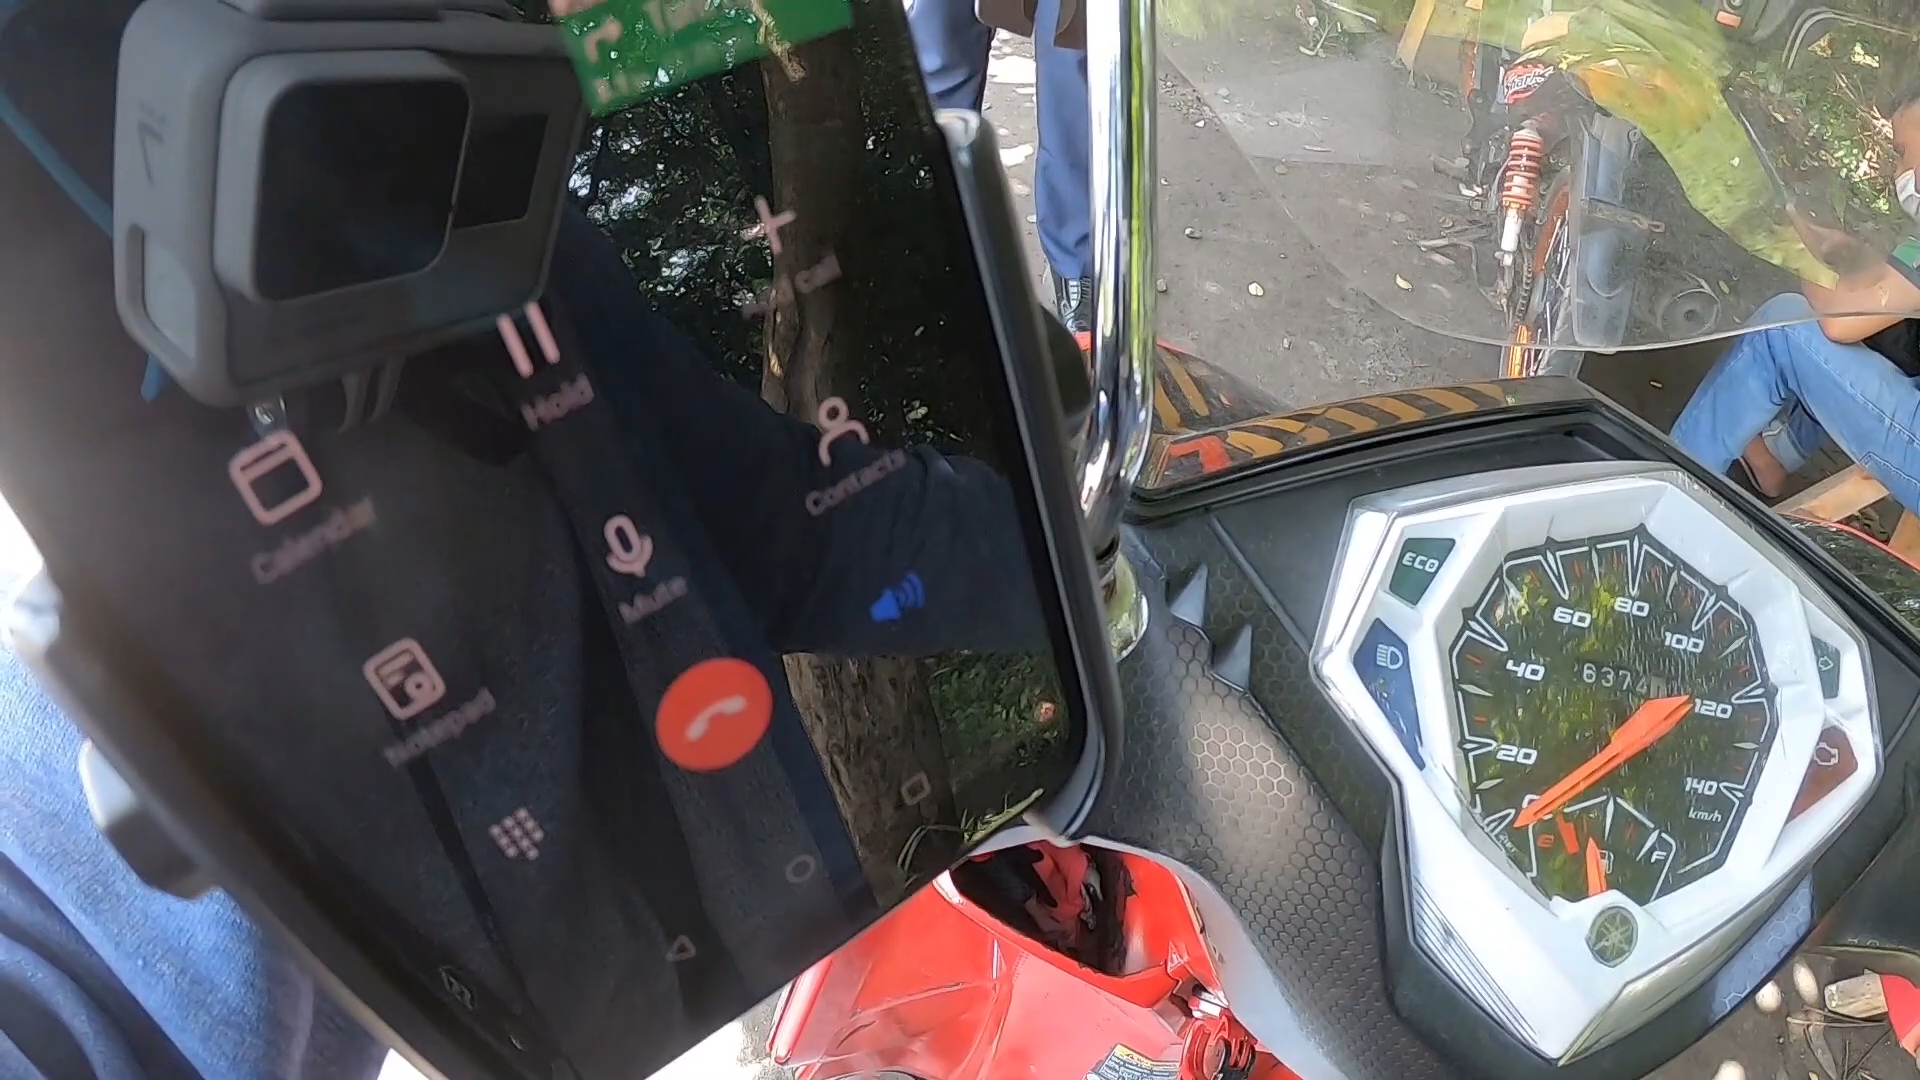 Add call
Hold
Contacts
Calendar
Mute
Notepad
ECO
60
80
100
40
6374
120
20
140
km/h
E
F